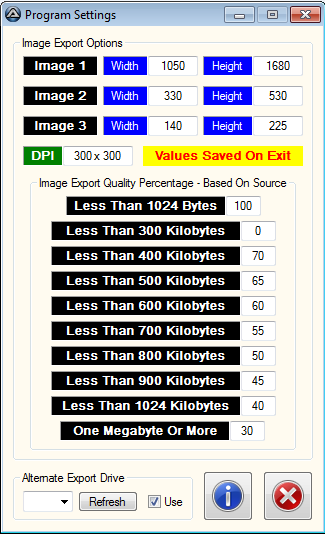 Program Settings
Image Export Options
Image 1 Width 1050 Height 1680
Image 2 Width 330 Height 530
Image 3 Width 140 Height 225
DPI 300 x 300 Values Saved On Exit
Image Export Quality Percentage - Based On Source
Less Than 1024 Bytes 100
Less Than 300 Kilobytes 0
Less Than 400 Kilobytes 70
Less Than 500 Kilobytes 65
Less Than 600 Kilobytes 60
Less Than 700 Kilobytes 55
Less Than 800 Kilobytes 50
Less Than 900 Kilobytes 45
Less Than 1024 Kilobytes 40
One Megabyte Or More 30
Alternate Export Drive
Refresh Use